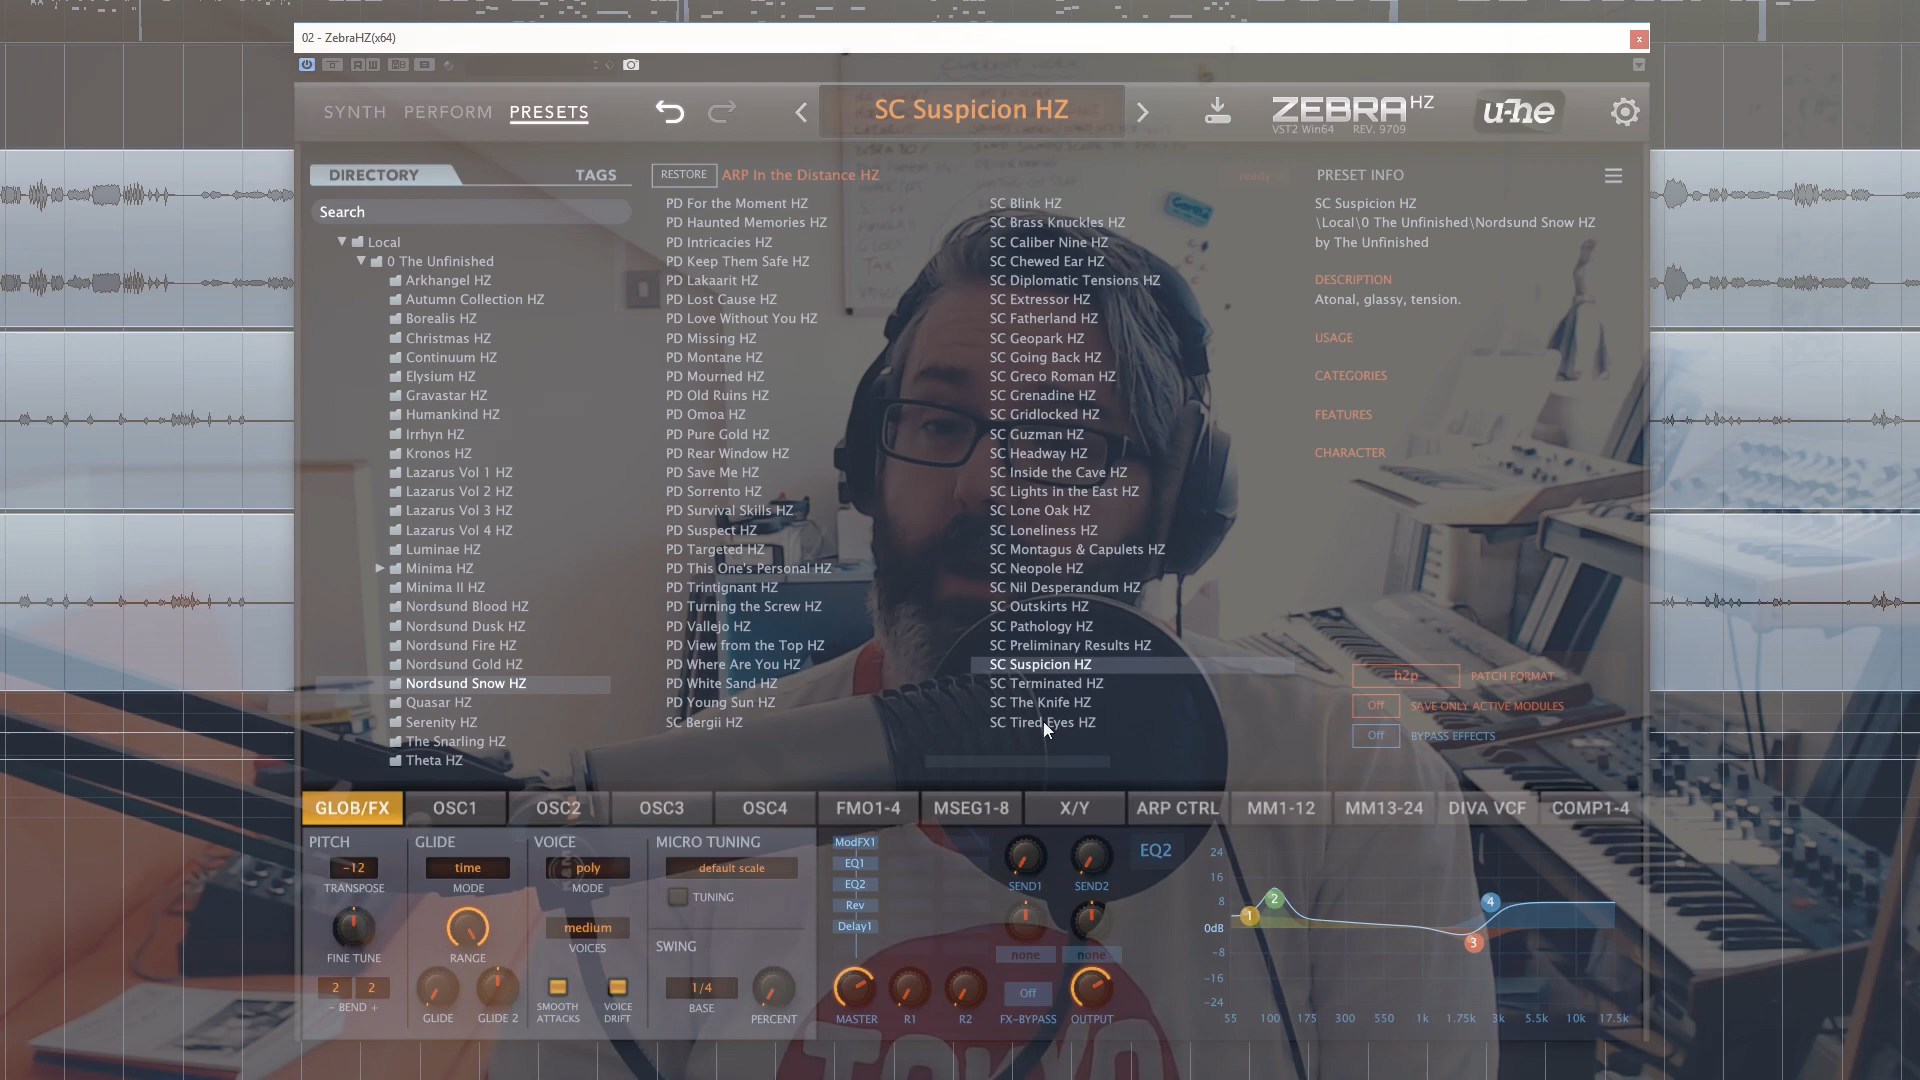 02 - ZebraHZ(x64)
SYNTH PERFORM PRESETS
SC Suspicion HZ
ZEBRA HZ
VST2 Win64 REV. 9709
u-he
DIRECTORY TAGS
Search
Local
0 The Unfinished
Arkhangel HZ
Autumn Collection HZ
Borealis HZ
Christmas HZ
Continuum HZ
Elysium HZ
Gravastar HZ
Humankind HZ
Irrhyn HZ
Kronos HZ
Lazarus Vol 1 HZ
Lazarus Vol 2 HZ
Lazarus Vol 3 HZ
Lazarus Vol 4 HZ
Luminae HZ
Minima HZ
Minima II HZ
Nordsund Blood HZ
Nordsund Dusk HZ
Nordsund Fire HZ
Nordsund Gold HZ
Nordsund Snow HZ
Quasar HZ
Serenity HZ
The Snarling HZ
Theta HZ
RESTORE ARP In the Distance HZ
ready
PD For the Moment HZ
PD Haunted Memories HZ
PD Intricacies HZ
PD Keep Them Safe HZ
PD Lakaarit HZ
PD Lost Cause HZ
PD Love Without You HZ
PD Missing HZ
PD Montane HZ
PD Mourned HZ
PD Old Ruins HZ
PD Omoa HZ
PD Pure Gold HZ
PD Rear Window HZ
PD Save Me HZ
PD Sorrento HZ
PD Survival Skills HZ
PD Suspect HZ
PD Targeted HZ
PD This One's Personal HZ
PD Trintignant HZ
PD Turning the Screw HZ
PD Vallejo HZ
PD View from the Top HZ
PD Where Are You HZ
PD White Sand HZ
PD Young Sun HZ
SC Bergii HZ
SC Blink HZ
SC Brass Knuckles HZ
SC Caliber Nine HZ
SC Chewed Ear HZ
SC Diplomatic Tensions HZ
SC Extressor HZ
SC Fatherland HZ
SC Geopark HZ
SC Going Back HZ
SC Greco Roman HZ
SC Grenadine HZ
SC Gridlocked HZ
SC Guzman HZ
SC Headway HZ
SC Inside the Cave HZ
SC Lights in the East HZ
SC Lone Oak HZ
SC Loneliness HZ
SC Montagus & Capulets HZ
SC Neopole HZ
SC Nil Desperandum HZ
SC Outskirts HZ
SC Pathology HZ
SC Preliminary Results HZ
SC Suspicion HZ
SC Terminated HZ
SC The Knife HZ
SC Tired Eyes HZ
PRESET INFO
SC Suspicion HZ
\Local\0 The Unfinished\Nordsund Snow HZ
by The Unfinished
DESCRIPTION
Atonal, glassy, tension.
USAGE
CATEGORIES
FEATURES
CHARACTER
h2p PATCH FORMAT
Off SAVE ONLY ACTIVE MODULES
Off BYPASS EFFECTS
GLOB/FX OSC1 OSC2 OSC3 OSC4 FMO1-4 MSEG1-8 X/Y ARP CTRL MM1-12 MM13-24 DIVA VCF COMP1-4
PITCH
-12
TRANSPOSE
FINE TUNE
2 2
- BEND +
GLIDE
time
MODE
RANGE
GLIDE GLIDE 2
VOICE
poly
MODE
medium
VOICES
SMOOTH ATTACKS
VOICE DRIFT
MICRO TUNING
default scale
TUNING
SWING
1/4
BASE
PERCENT
ModFX1
EQ1
EQ2
Rev
Delay1
SEND1 SEND2
none none
Off
MASTER R1 R2 FX-BYPASS OUTPUT
EQ2
24
16
8
0dB
-8
-16
-24
1 2 3 4
55 100 175 300 550 1k 1.75k 3k 5.5k 10k 17.5k
TOKYO